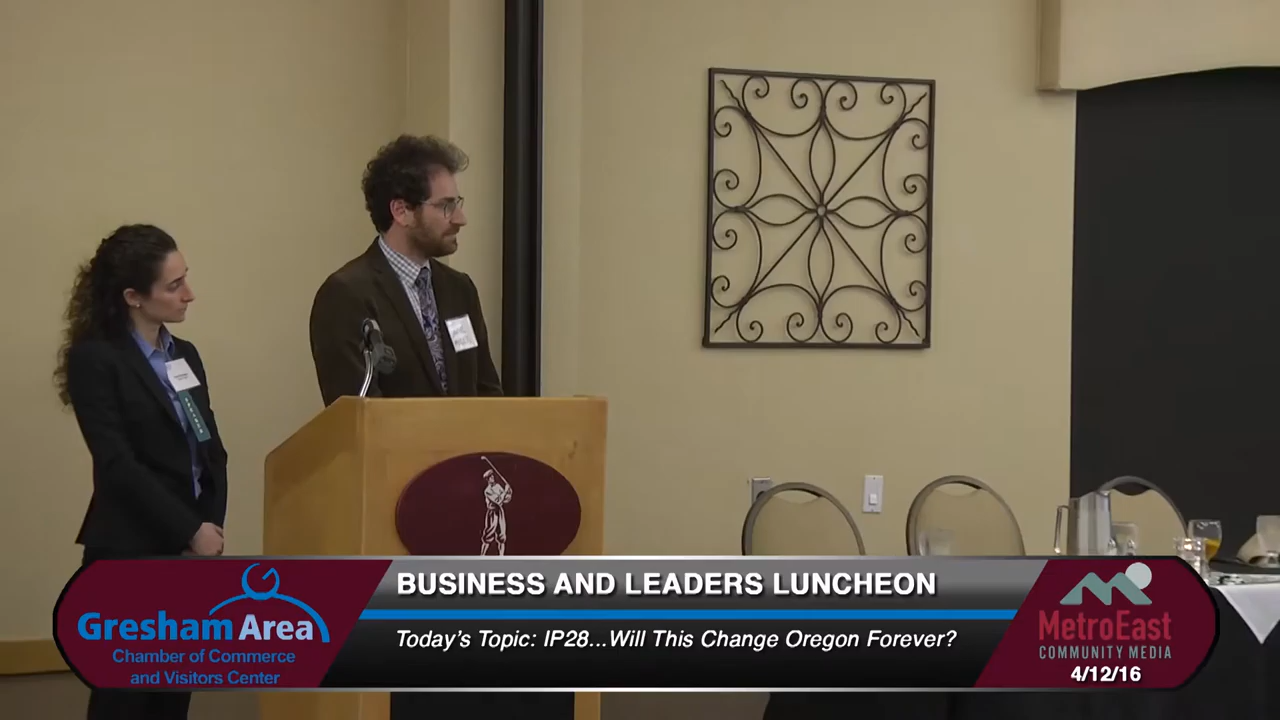 BUSINESS AND LEADERS LUNCHEON
Gresham Area
Chamber of Commerce
and Visitors Center
Today's Topic: IP28...Will This Change Oregon Forever?
MetroEast
COMMUNITY MEDIA
4/12/16